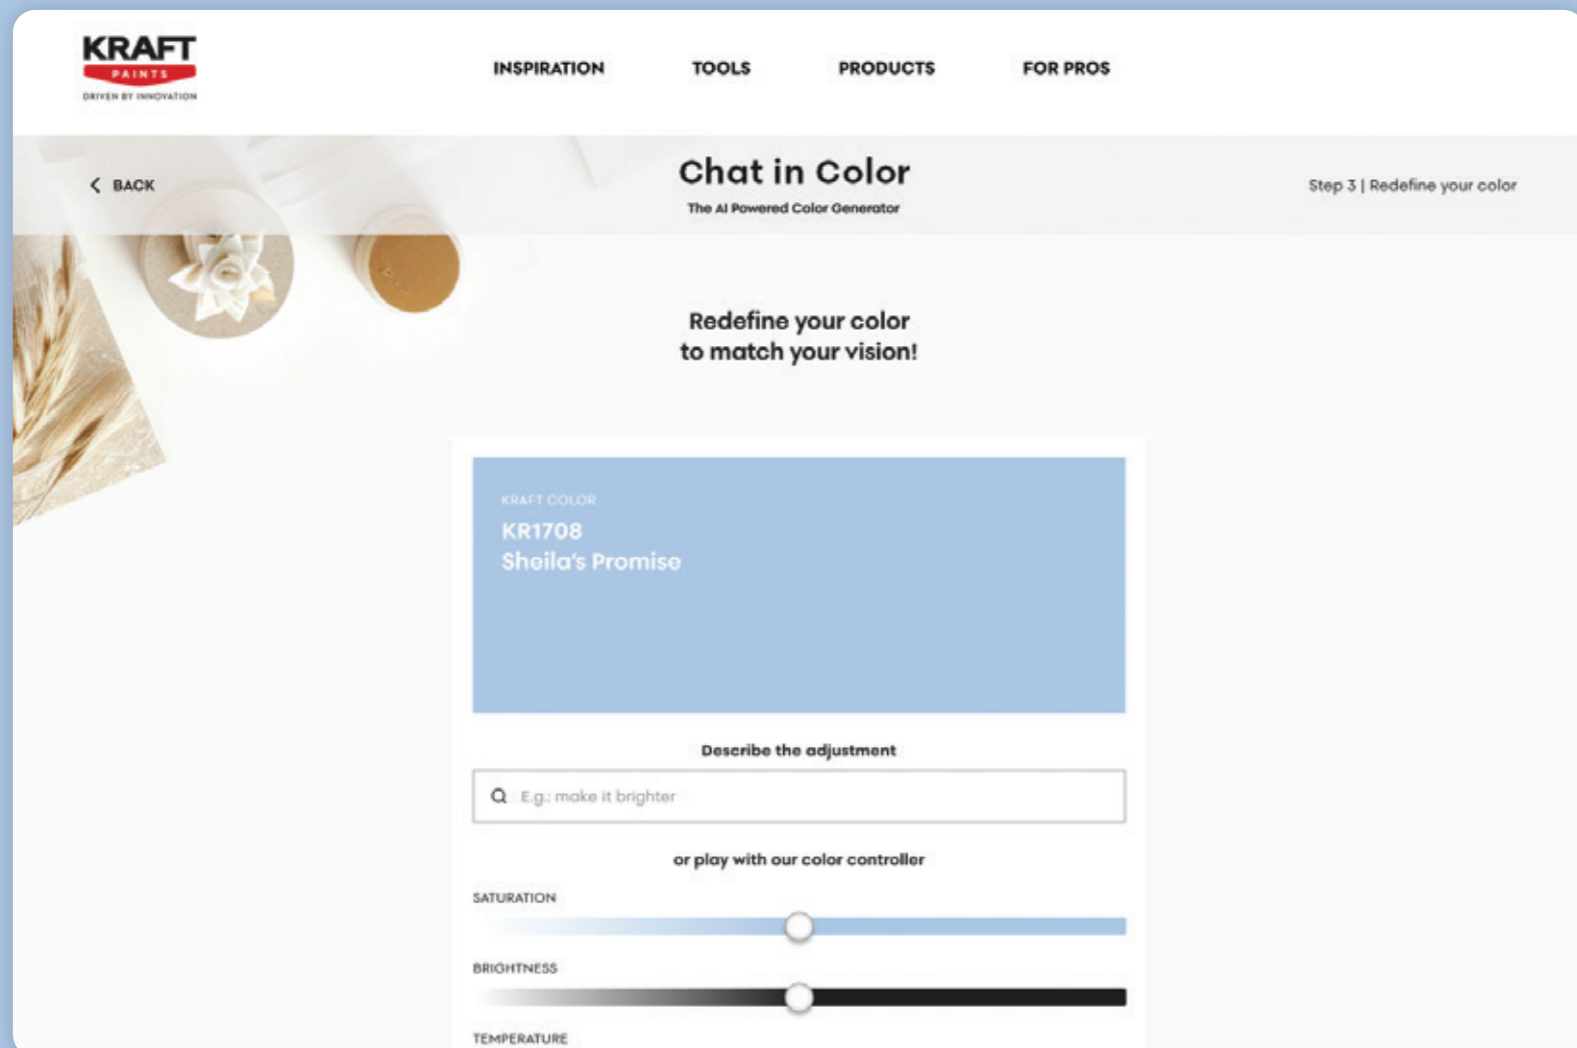 KRAFT
PAINTS
DRIVEN BY INNOVATION
INSPIRATION TOOLS PRODUCTS FOR PROS
BACK
Chat in Color
The AI Powered Color Generator
Step 3 | Redefine your color
Redefine your color
to match your vision!
KRAFT COLOR
KR1708
Sheila's Promise
Describe the adjustment
E.g.: make it brighter
or play with our color controller
SATURATION
BRIGHTNESS
TEMPERATURE